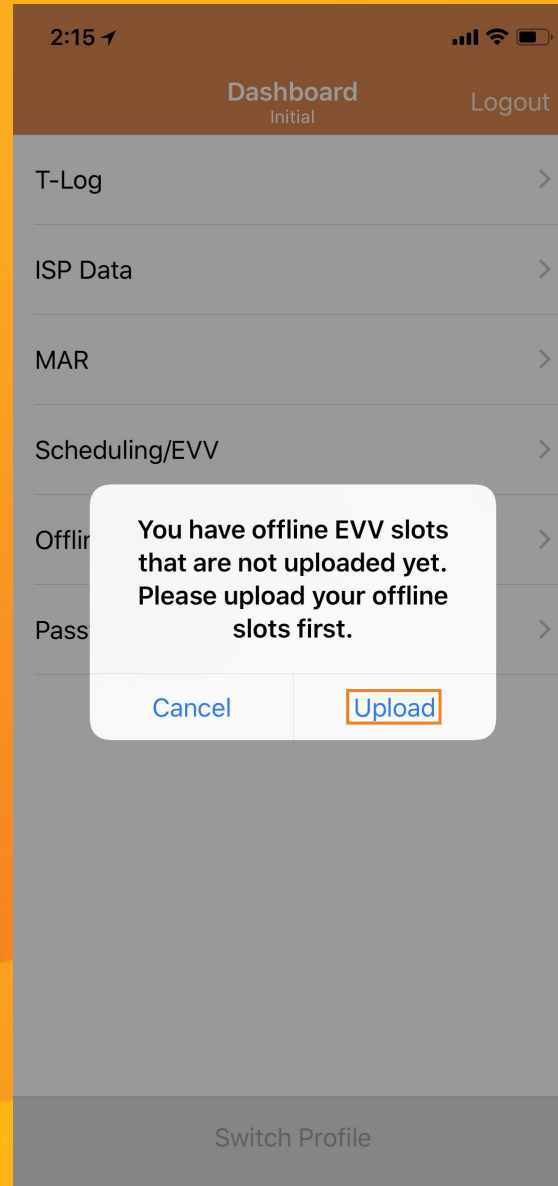 2:15
Dashboard
Initial
Logout
T-Log
ISP Data
MAR
Scheduling/EVV
Offlin
Pass
You have offline EVV slots
that are not uploaded yet.
Please upload your offline
slots first.
Cancel
Upload
Switch Profile